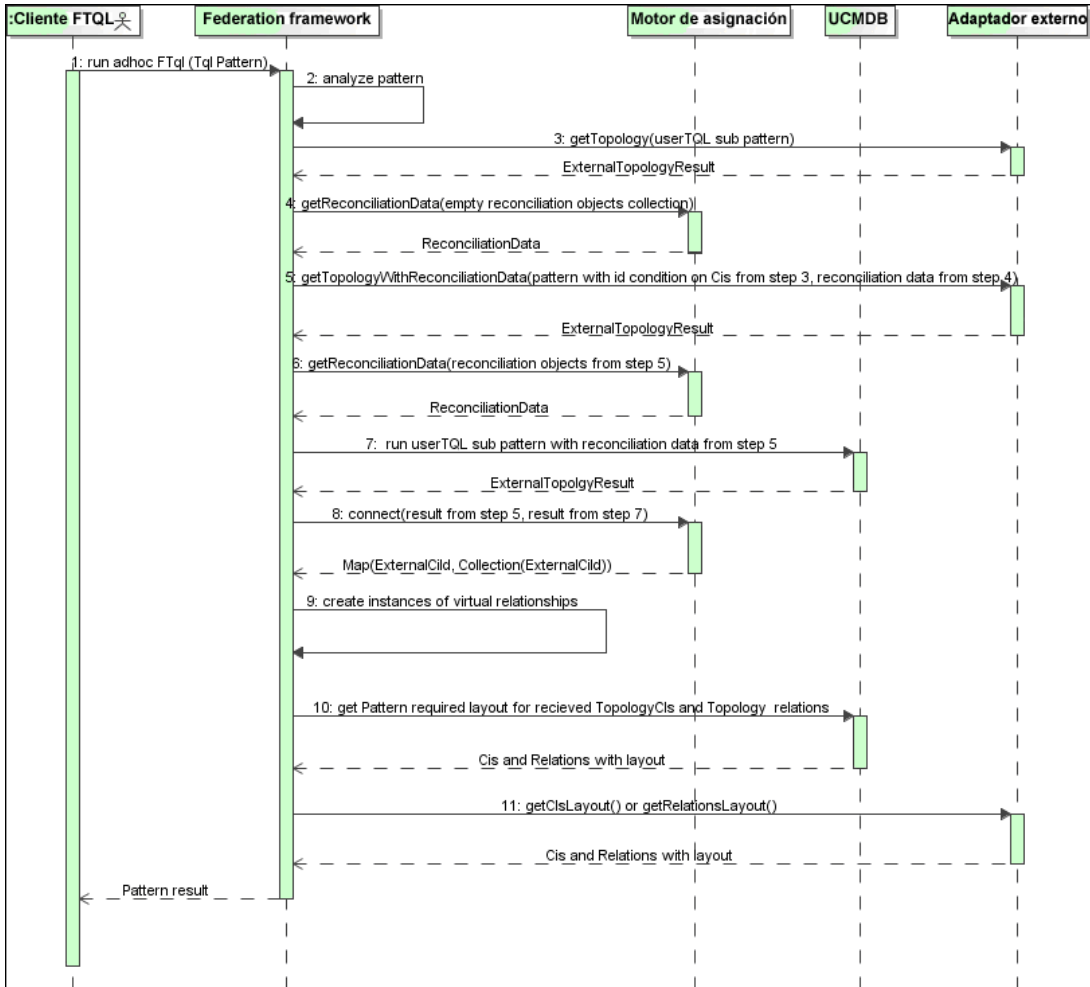 :Cliente FTQL
Federation framework
Motor de asignación
UCMDB
Adaptador externo
1: run adhoc FTql (Tql Pattern)
2: analyze pattern
3: getTopology(userTQL sub pattern)
ExternalTopologyResult
4: getReconciliationData(empty reconciliation objects collection)
ReconciliationData
5: getTopologyWithReconciliationData(pattern with id condition on Cis from step 3, reconciliation data from step 4)
ExternalTopologyResult
6: getReconciliationData(reconciliation objects from step 5)
ReconciliationData
7: run userTQL sub pattern with reconciliation data from step 5
ExternalTopolgyResult
8: connect(result from step 5, result from step 7)
Map(ExternalCiId, Collection(ExternalCiId))
9: create instances of virtual relationships
10: get Pattern required layout for recieved TopologyCIs and Topology relations
Cis and Relations with layout
11: getCIsLayout() or getRelationsLayout()
Cis and Relations with layout
Pattern result